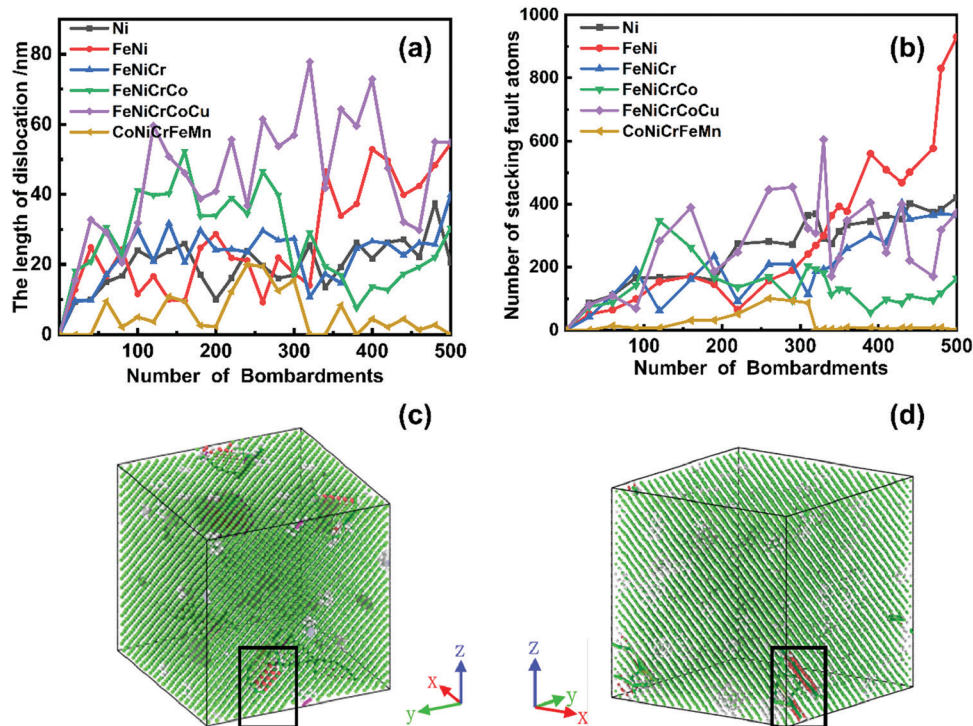 (a)
Ni
FeNi
FeNiCr
FeNiCrCo
FeNiCrCoCu
CoNiCrFeMn
The length of dislocation /nm
80
60
40
20
0
100
200
300
400
500
Number of Bombardments
(b)
Ni
FeNi
FeNiCr
FeNiCrCo
FeNiCrCoCu
CoNiCrFeMn
Number of stacking fault atoms
1000
800
600
400
200
0
100
200
300
400
500
Number of Bombardments
(c)
z
x
y
(d)
z
y
x